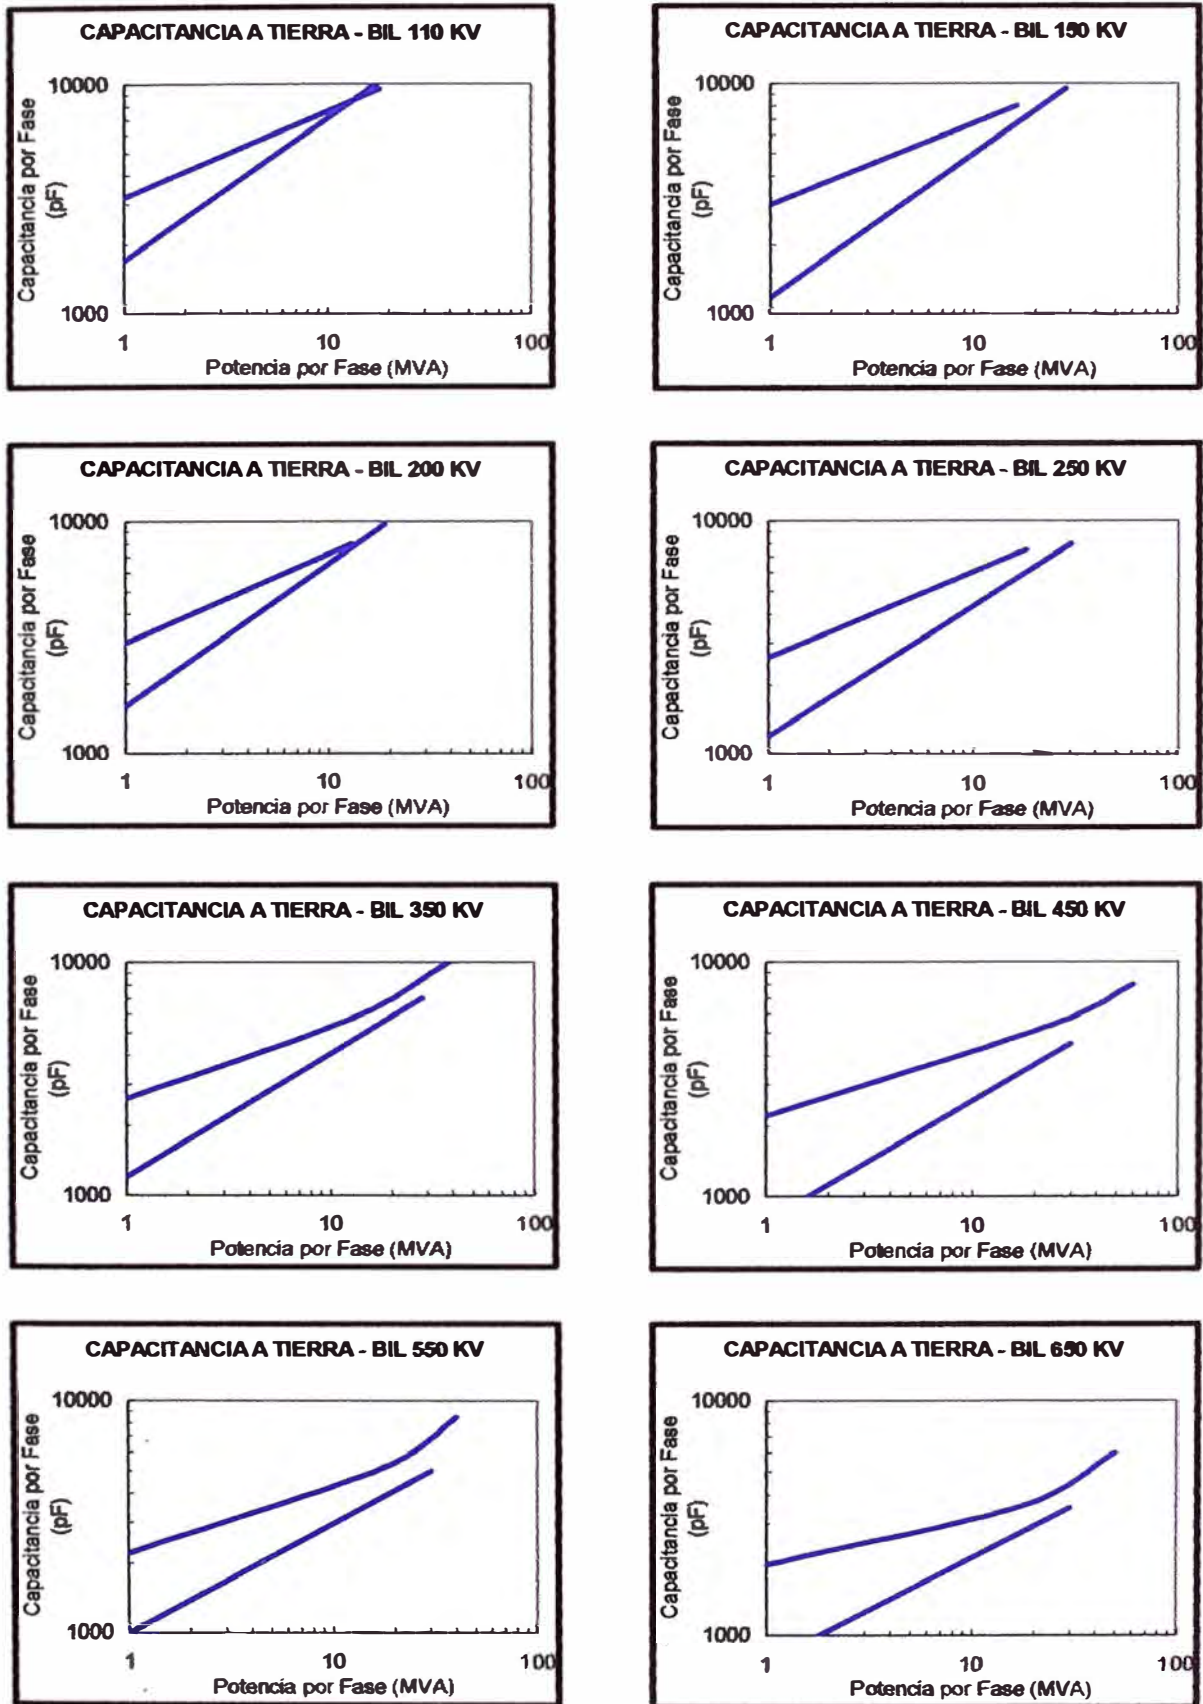 CAPACITANCIA A TIERRA - BIL 110 KV
Capacitancia por Fase
(pF)
10000
1000
1
10
100
Potencia por Fase (MVA)
CAPACITANCIA A TIERRA - BIL 150 KV
Capacitancia por Fase
(pF)
10000
1000
1
10
100
Potencia por Fase (MVA)
CAPACITANCIA A TIERRA - BIL 200 KV
Capacitancia por Fase
(pF)
10000
1000
1
10
100
Potencia por Fase (MVA)
CAPACITANCIA A TIERRA - BIL 250 KV
Capacitancia por Fase
(pF)
10000
1000
1
10
100
Potencia por Fase (MVA)
CAPACITANCIA A TIERRA - BIL 350 KV
Capacitancia por Fase
(pF)
10000
1000
1
10
100
Potencia por Fase (MVA)
CAPACITANCIA A TIERRA - BIL 450 KV
Capacitancia por Fase
(pF)
10000
1000
1
10
100
Potencia por Fase (MVA)
CAPACITANCIA A TIERRA - BIL 550 KV
Capacitancia por Fase
(pF)
10000
1000
1
10
100
Potencia por Fase (MVA)
CAPACITANCIA A TIERRA - BIL 650 KV
Capacitancia por Fase
(pF)
10000
1000
1
10
100
Potencia por Fase (MVA)